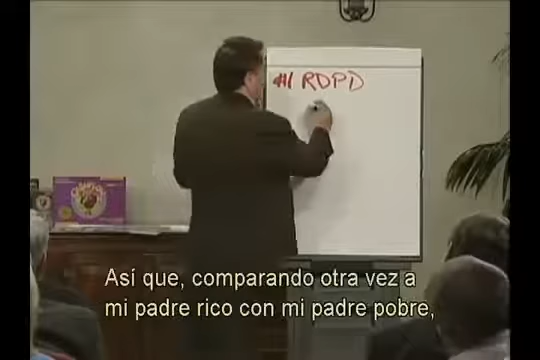 #1 RDPD
Así que, comparando otra vez a
mi padre rico con mi padre pobre,